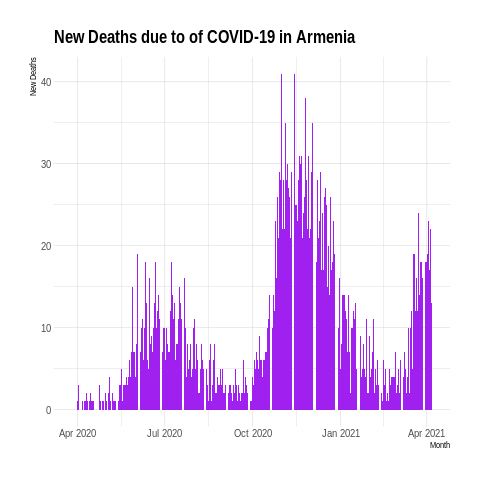 New Deaths due to of COVID-19 in Armenia
New Deaths
40
30
20
10
0
Apr 2020 Jul 2020 Oct 2020 Jan 2021 Apr 2021
Month